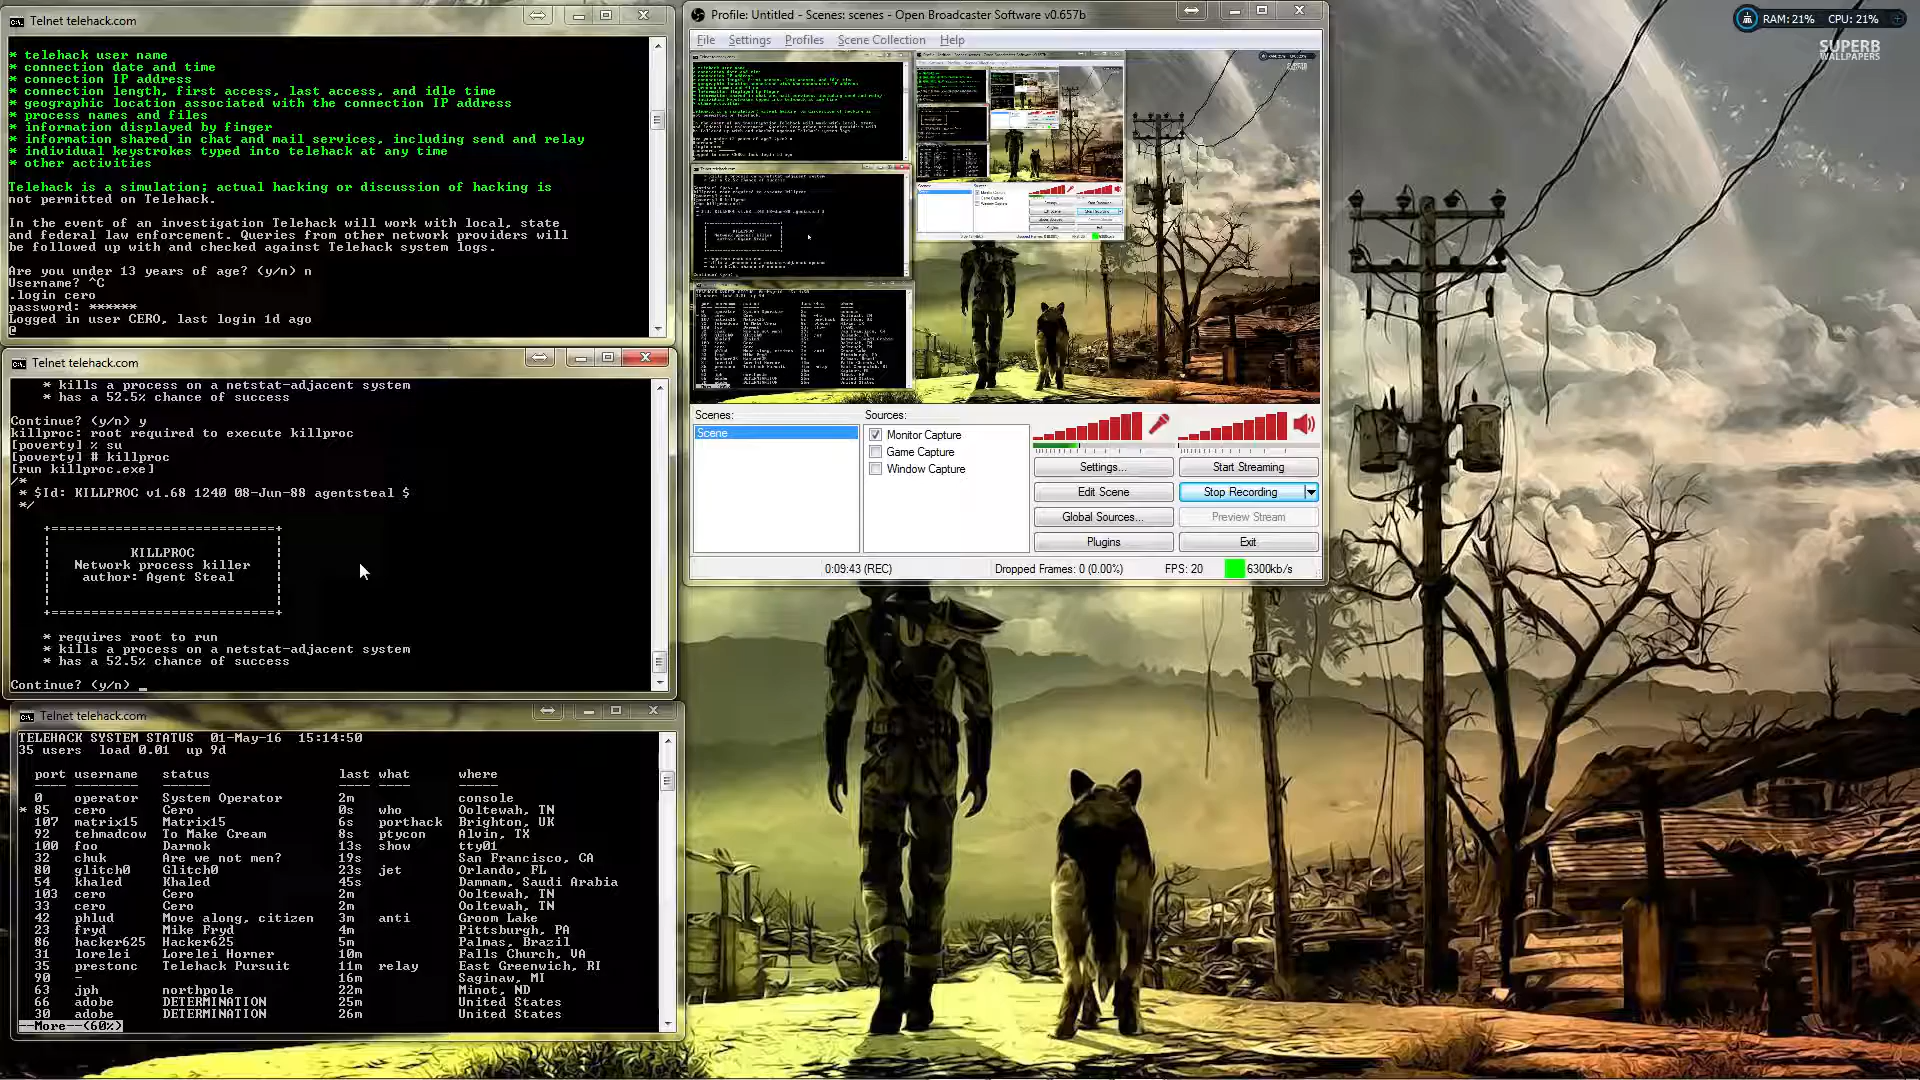 Telnet telehack.com
* telehack user name
* connection date and time
* connection IP address
* connection length, first access, last access, and idle time
* geographic location associated with the connection IP address
* process names and files
* information displayed by finger
* information shared in chat and mail services, including send and relay
* individual keystrokes typed into telehack at any time
* other activities
Telehack is a simulation; actual hacking or discussion of hacking is
not permitted on Telehack.
In the event of an investigation Telehack will work with local, state
and federal law enforcement. Queries from other network providers will
be followed up with and checked against Telehack system logs.
Are you under 13 years of age? (y/n) n
Username? ^C
.login cero
password: ******
Logged in user CERO, last login 1d ago
@
Telnet telehack.com
* kills a process on a netstat-adjacent system
* has a 52.5% chance of success
Continue? (y/n) y
killproc: root required to execute killproc
[poverty] % su
[poverty] # killproc
[run killproc.exe]
/*
* $Id: KILLPROC v1.68 1240 08-Jun-88 agentsteal $
*/
KILLPROC
Network process killer
author: Agent Steal
* requires root to run
* kills a process on a netstat-adjacent system
* has a 52.5% chance of success
Continue? (y/n) _
Telnet telehack.com
TELEHACK SYSTEM STATUS 01-May-16 15:14:50
35 users load 0.01 up 9d
port username status last what where
0 operator System Operator 2m console
* 85 cero Cero 0s who Ooltewah, TN
107 matrix15 Matrix15 6s porthack Brighton, UK
92 tehmadcow To Make Cream 8s ptycon Alvin, TX
100 foo Darmok 13s show tty01
32 chuk Are we not men? 19s San Francisco, CA
80 glitch0 Glitch0 23s jet Orlando, FL
54 khaled Khaled 45s Dammam, Saudi Arabia
103 cero Cero 2m Ooltewah, TN
33 cero Cero 2m Ooltewah, TN
42 phlud Move along, citizen 3m anti Groom Lake
23 fryd Mike Fryd 4m Pittsburgh, PA
86 hacker625 Hacker625 5m Palmas, Brazil
31 lorelei Lorelei Horner 10m Falls Church, VA
35 prestonc Telehack Pursuit 11m relay East Greenwich, RI
90 - 16m Saginaw, MI
63 jph northpole 22m Minot, ND
66 adobe DETERMINATION 25m United States
30 adobe DETERMINATION 26m United States
--More--(60%)
Profile: Untitled - Scenes: scenes - Open Broadcaster Software v0.657b
File Settings Profiles Scene Collection Help
Scenes:
Scene
Sources:
Monitor Capture
Game Capture
Window Capture
Settings...
Start Streaming
Edit Scene
Stop Recording
Global Sources...
Preview Stream
Plugins
Exit
0:09:43 (REC)
Dropped Frames: 0 (0.00%)
FPS: 20
6300kb/s
RAM: 21% CPU: 21%
SUPERB
WALLPAPERS